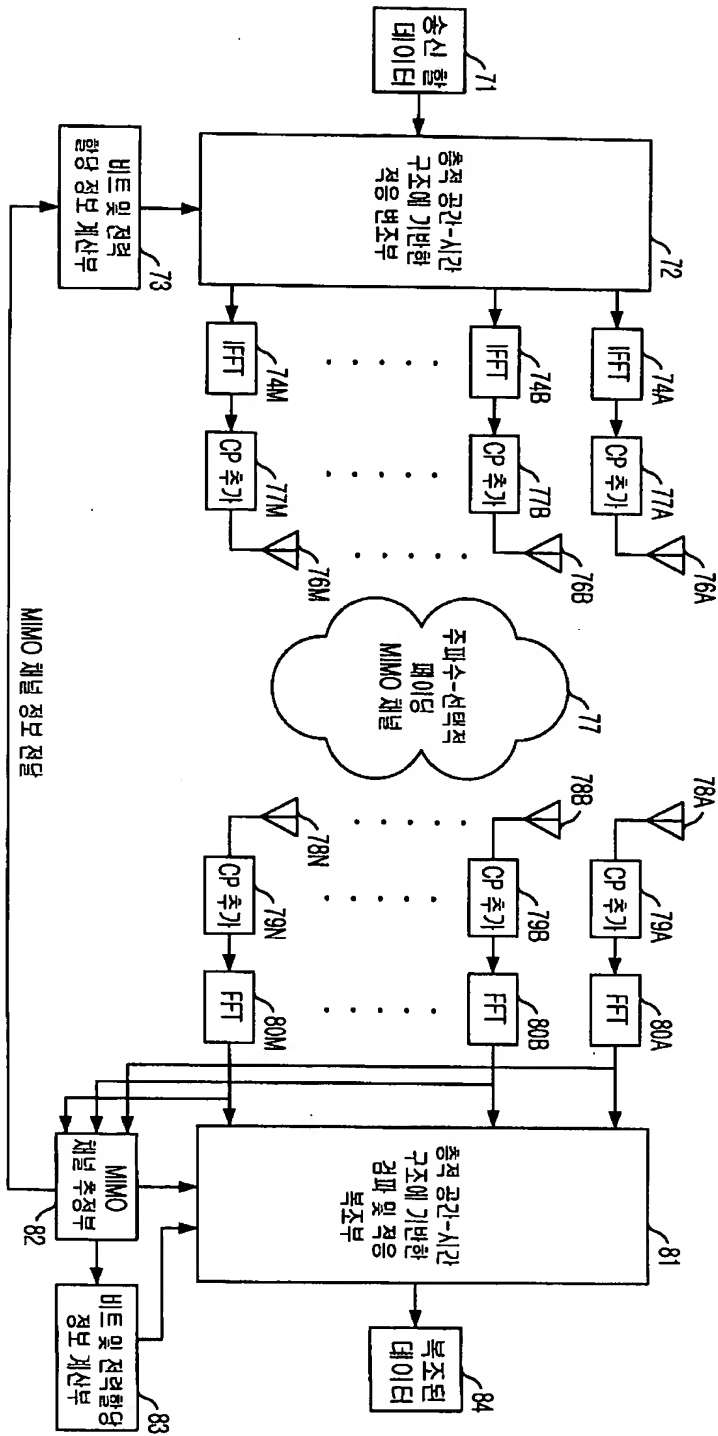 송신 할
데이터
71
층적 공간-시간
구조에 기반한
적응 변조부
72
비트 및 전력
할당 정보 계산부
73
IFFT
74A
CP 추가
77A
76A
IFFT
74B
CP 추가
77B
76B
IFFT
74M
CP 추가
77M
76M
주파수-선택적
페이딩
MIMO 채널
77
78A
CP 추가
79A
FFT
80A
78B
CP 추가
79B
FFT
80B
78N
CP 추가
79N
FFT
80M
층적 공간-시간
구조에 기반한
검파 및 적응
복조부
81
MIMO
채널 추정부
82
비트 및 전력할당
정보 계산부
83
복조된
데이터
84
MIMO 채널 정보 전달